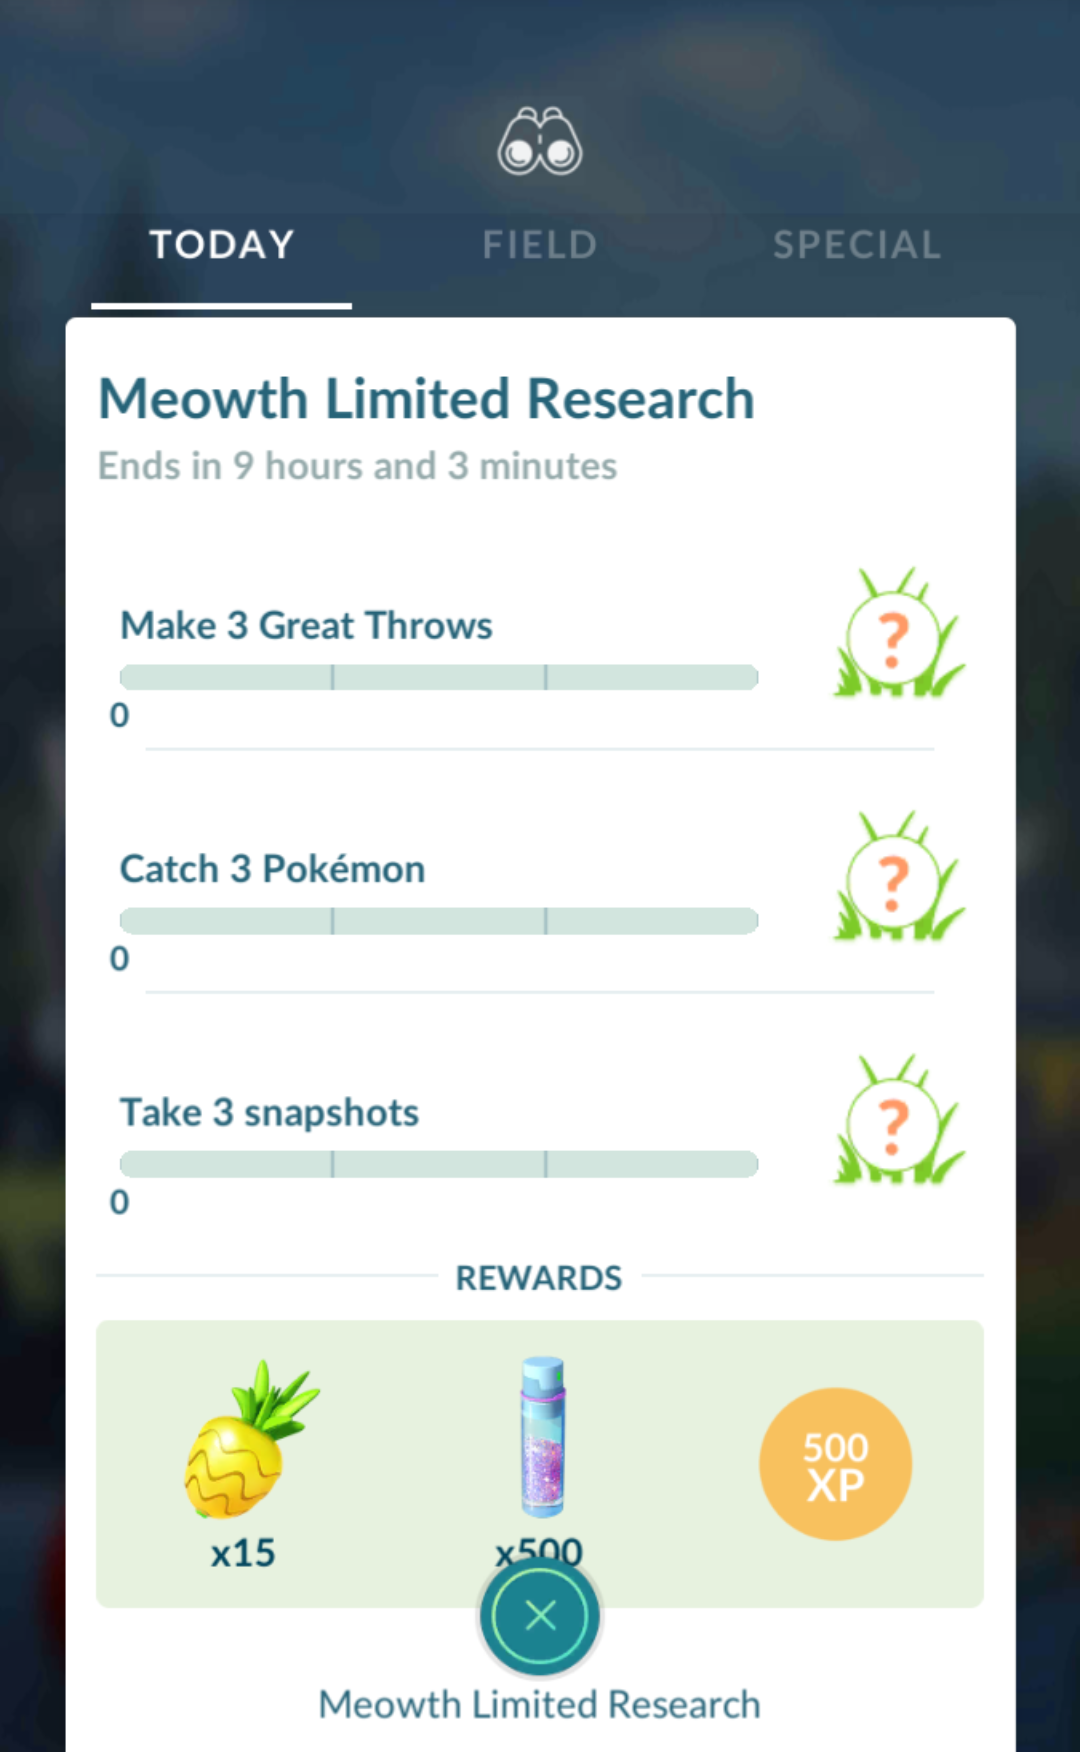 TODAY
FIELD
SPECIAL
Meowth Limited Research
Ends in 9 hours and 3 minutes
Make 3 Great Throws
?
0
Catch 3 Pokémon
?
0
Take 3 snapshots
?
0
REWARDS
500
XP
x15
x500
Meowth Limited Research